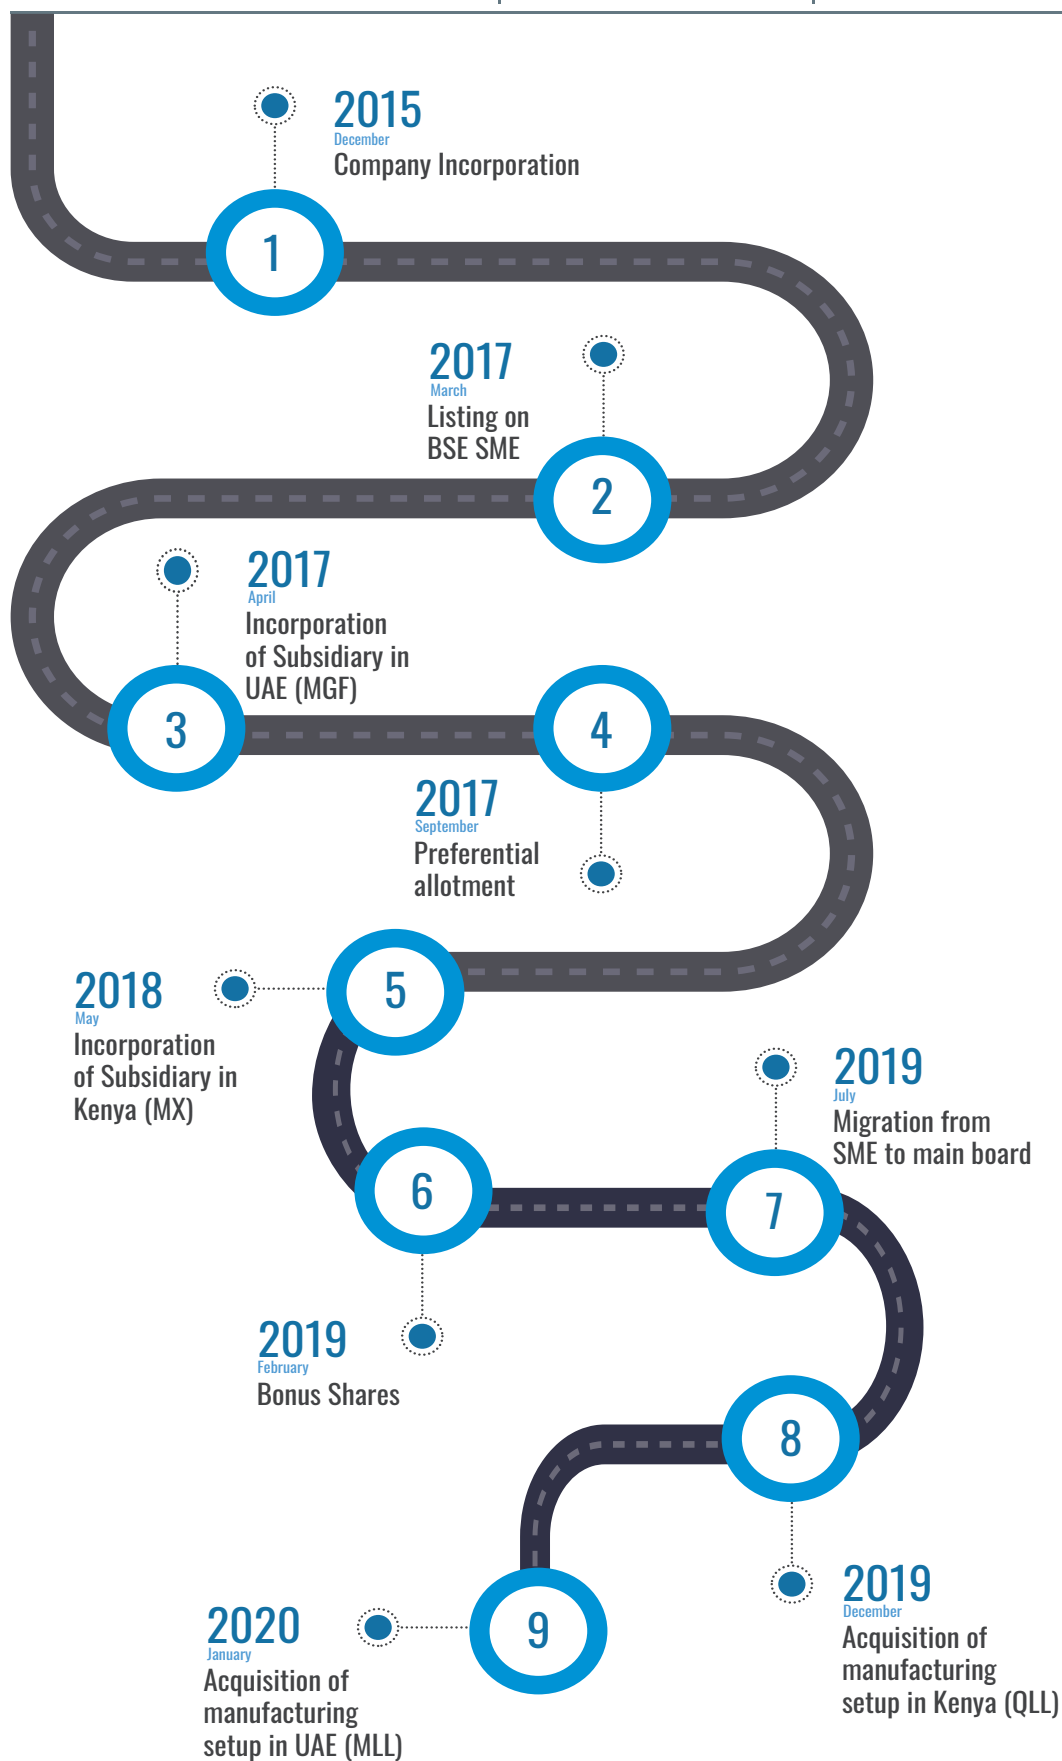 2015
December
Company Incorporation
1
2017
March
Listing on
BSE SME
2
2017
April
Incorporation
of Subsidiary in
UAE (MGF)
3
4
2017
September
Preferential
allotment
5
2018
May
Incorporation
of Subsidiary in
Kenya (MX)
2019
July
Migration from
SME to main board
6
7
2019
February
Bonus Shares
8
2019
December
Acquisition of
manufacturing
setup in Kenya (QLL)
9
2020
January
Acquisition of
manufacturing
setup in UAE (MLL)